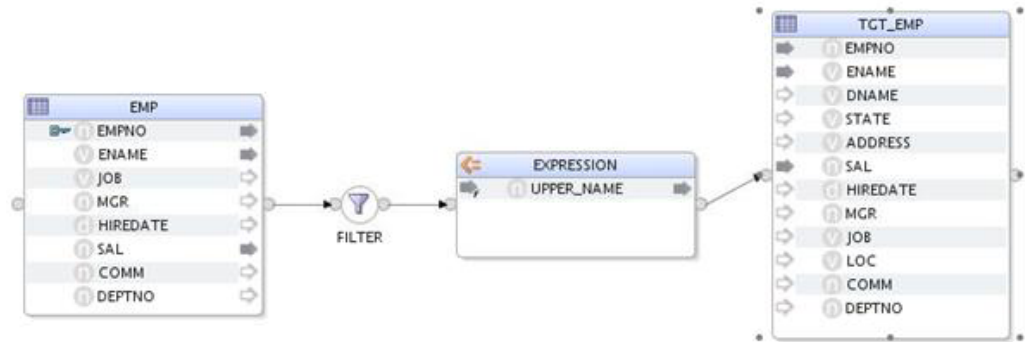 EMP
EMPNO
ENAME
JOB
MGR
HIREDATE
SAL
COMM
DEPTNO
FILTER
EXPRESSION
UPPER_NAME
TGT_EMP
EMPNO
ENAME
DNAME
STATE
ADDRESS
SAL
HIREDATE
MGR
JOB
LOC
COMM
DEPTNO